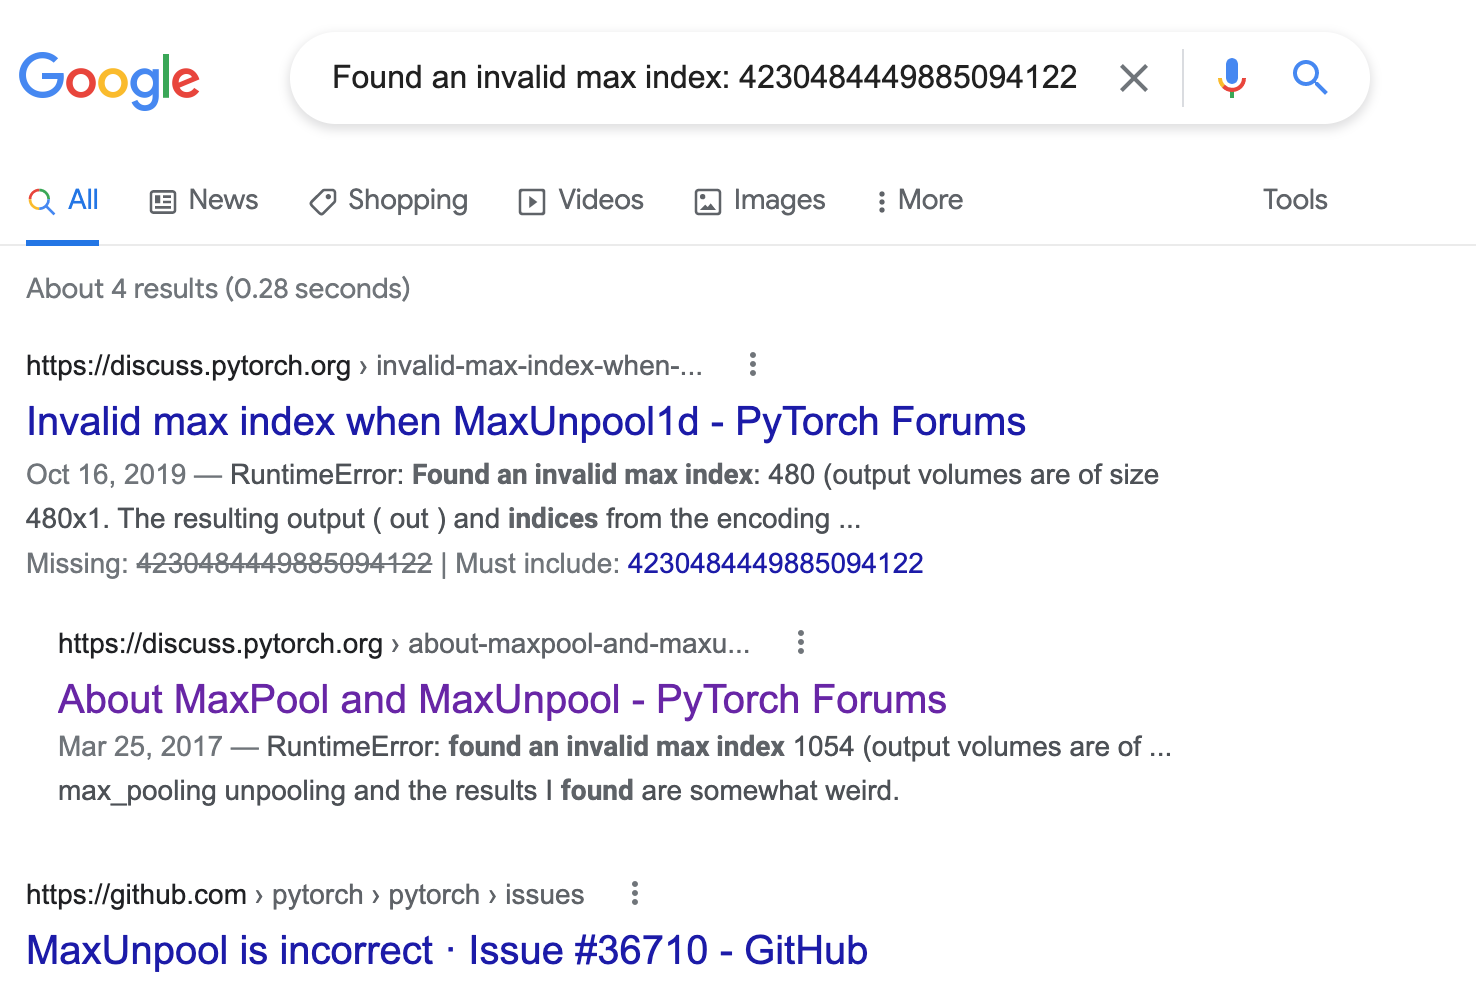 Google
Found an invalid max index: 4230484449885094122
All News Shopping Videos Images More Tools
About 4 results (0.28 seconds)
https://discuss.pytorch.org › invalid-max-index-when-...
Invalid max index when MaxUnpool1d - PyTorch Forums
Oct 16, 2019 — RuntimeError: Found an invalid max index: 480 (output volumes are of size
480x1. The resulting output ( out ) and indices from the encoding ...
Missing: 4230484449885094122 | Must include: 4230484449885094122
https://discuss.pytorch.org › about-maxpool-and-maxu...
About MaxPool and MaxUnpool - PyTorch Forums
Mar 25, 2017 — RuntimeError: found an invalid max index 1054 (output volumes are of ...
max_pooling unpooling and the results I found are somewhat weird.
https://github.com › pytorch › pytorch › issues
MaxUnpool is incorrect · Issue #36710 - GitHub